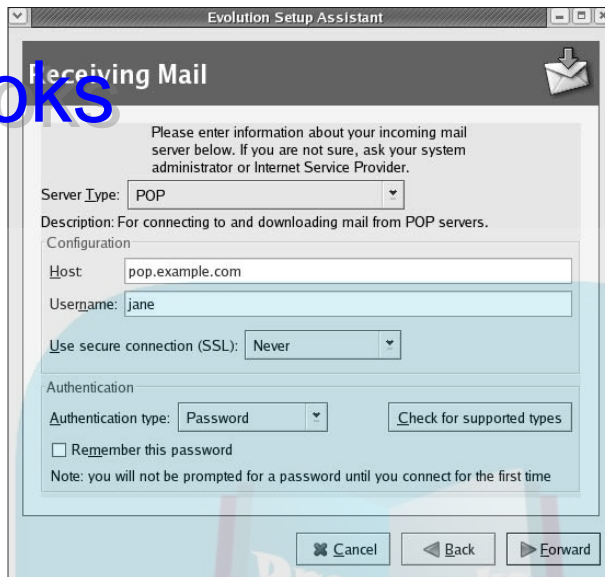 Evolution Setup Assistant
Receiving Mail
oks
Please enter information about your incoming mail
server below. If you are not sure, ask your system
administrator or Internet Service Provider.
Server Type: POP
Description: For connecting to and downloading mail from POP servers.
Configuration
Host: pop.example.com
Username: jane
Use secure connection (SSL): Never
Authentication
Authentication type: Password Check for supported types
Remember this password
Note: you will not be prompted for a password until you connect for the first time
Cancel Back Forward